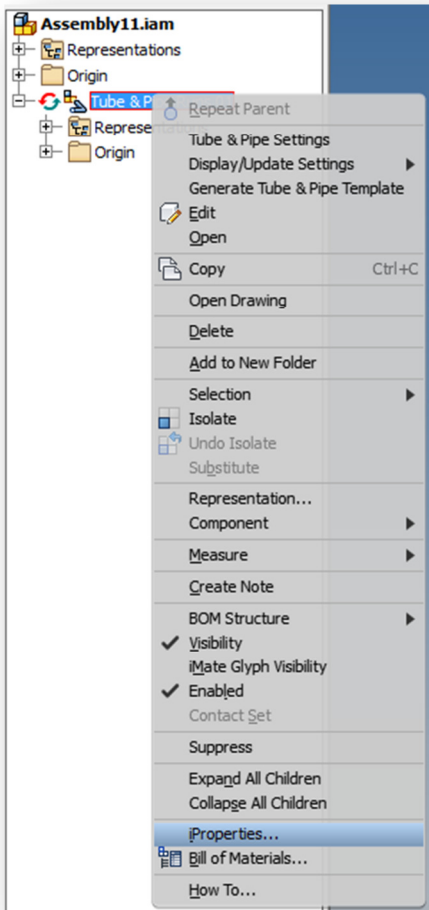 Assembly11.iam
Representations
Origin
Tube & P
Representations
Origin
Repeat Parent
Tube & Pipe Settings
Display/Update Settings
Generate Tube & Pipe Template
Edit
Open
Copy Ctrl+C
Open Drawing
Delete
Add to New Folder
Selection
Isolate
Undo Isolate
Substitute
Representation...
Component
Measure
Create Note
BOM Structure
Visibility
iMate Glyph Visibility
Enabled
Contact Set
Suppress
Expand All Children
Collapse All Children
iProperties...
Bill of Materials...
How To...